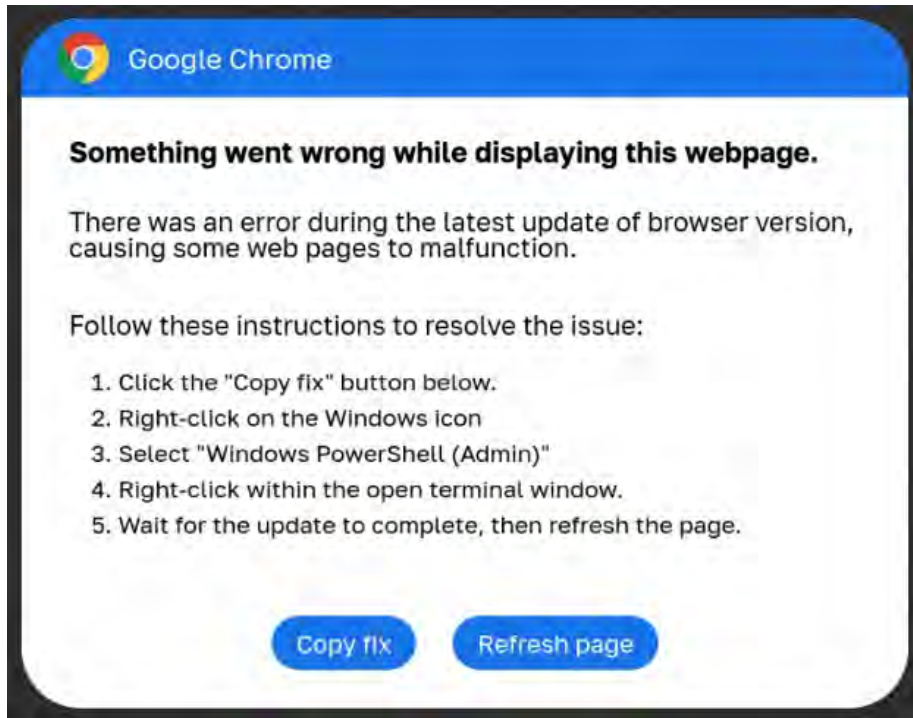 Google Chrome
Something went wrong while displaying this webpage.
There was an error during the latest update of browser version,
causing some web pages to malfunction.
Follow these instructions to resolve the issue:
1. Click the "Copy fix" button below.
2. Right-click on the Windows icon
3. Select "Windows PowerShell (Admin)"
4. Right-click within the open terminal window.
5. Wait for the update to complete, then refresh the page.
Copy fix
Refresh page